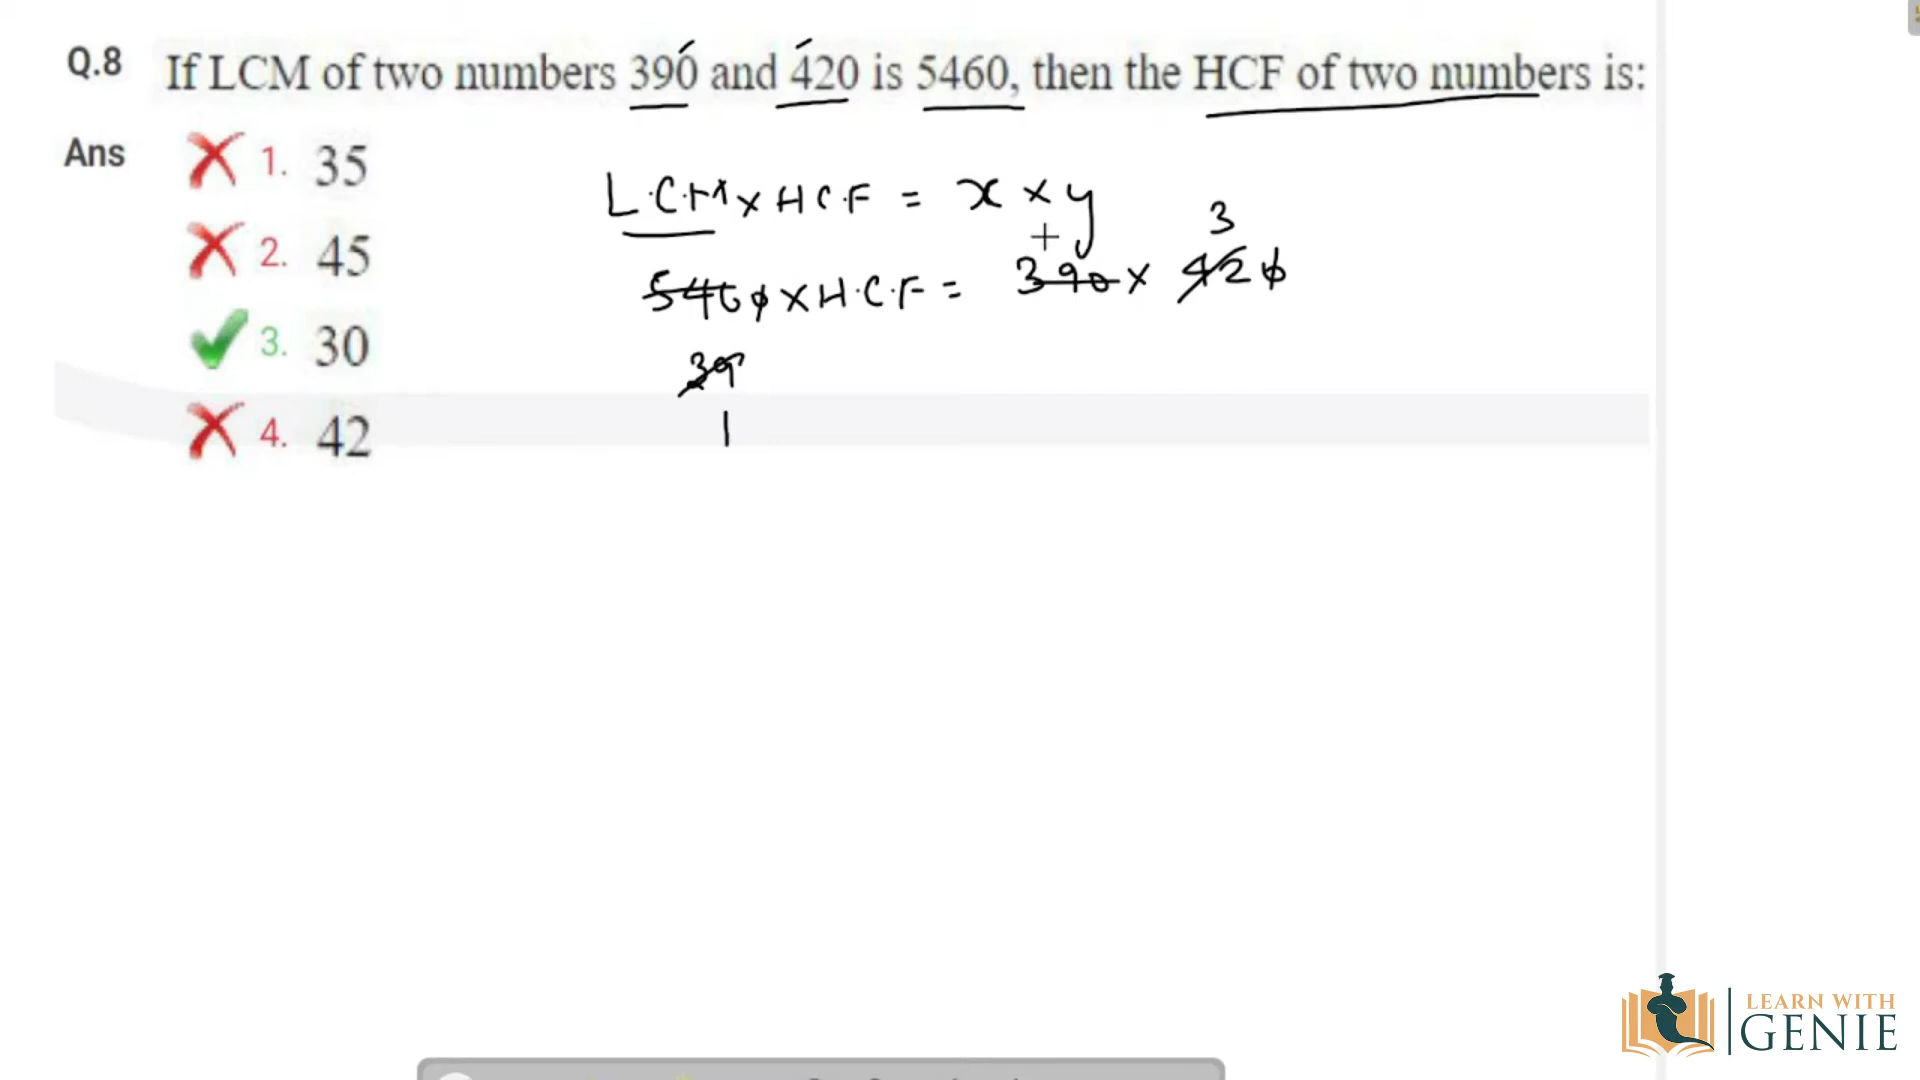 Q.8 If LCM of two numbers 390 and 420 is 5460, then the HCF of two numbers is:
Ans
1. 35
2. 45
3. 30
4. 42
L.C.M x H.C.F = x x y
3
5460 x H.C.F = 390 x 420
39
1
LEARN WITH
GENIE